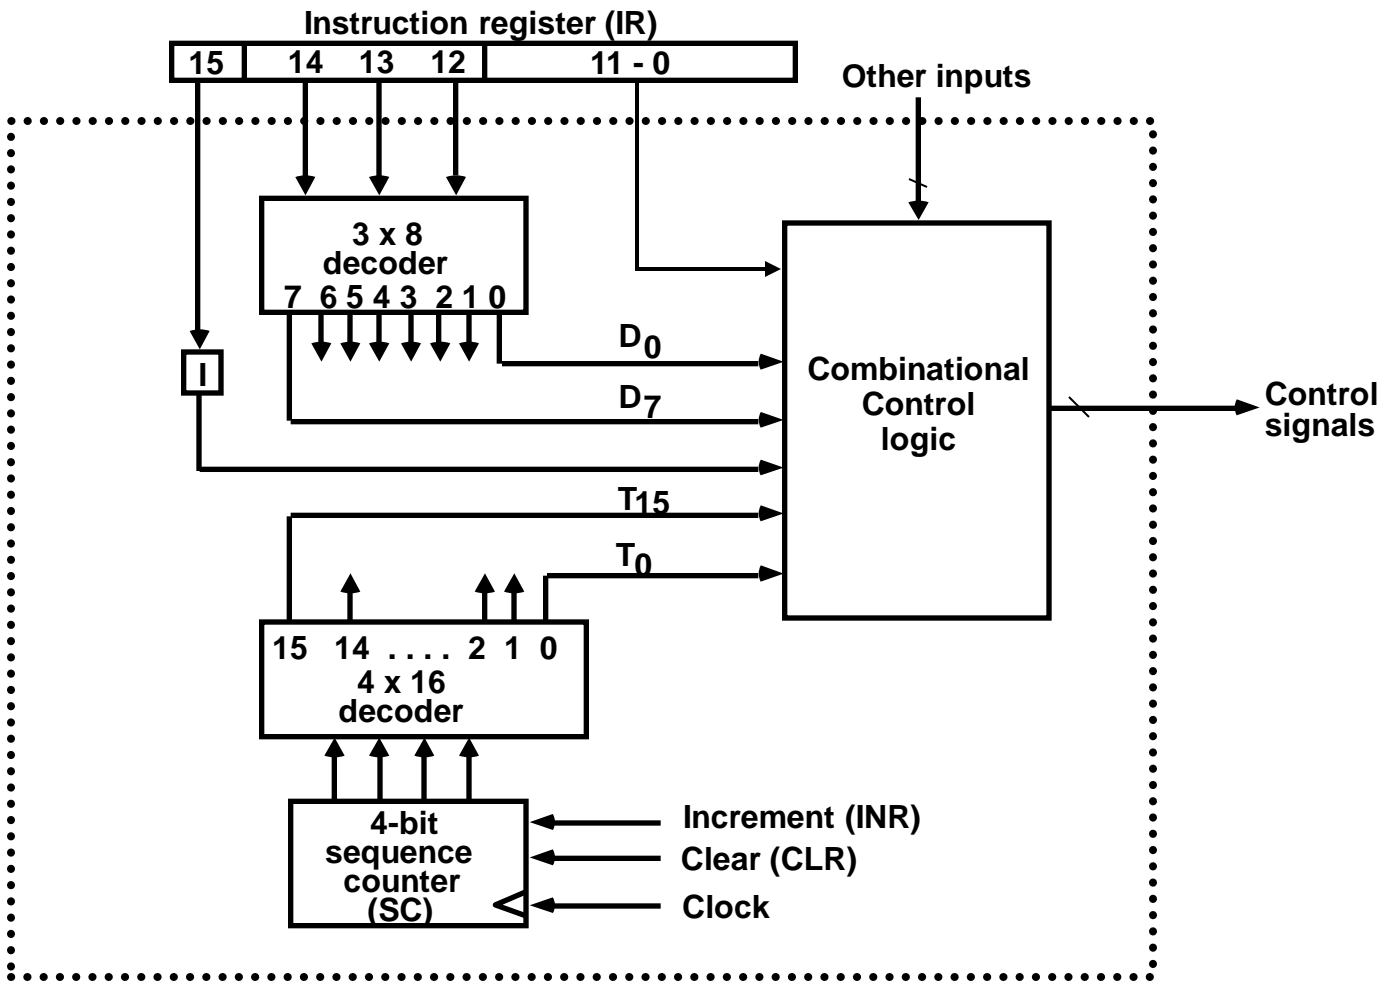 Instruction register (IR)
15 14 13 12 11 - 0
Other inputs
3 x 8
decoder
7 6 5 4 3 2 1 0
D0
I
D7
Combinational
Control
logic
Control
signals
T15
T0
15 14 . . . . 2 1 0
4 x 16
decoder
4-bit
sequence
counter
(SC)
Increment (INR)
Clear (CLR)
Clock